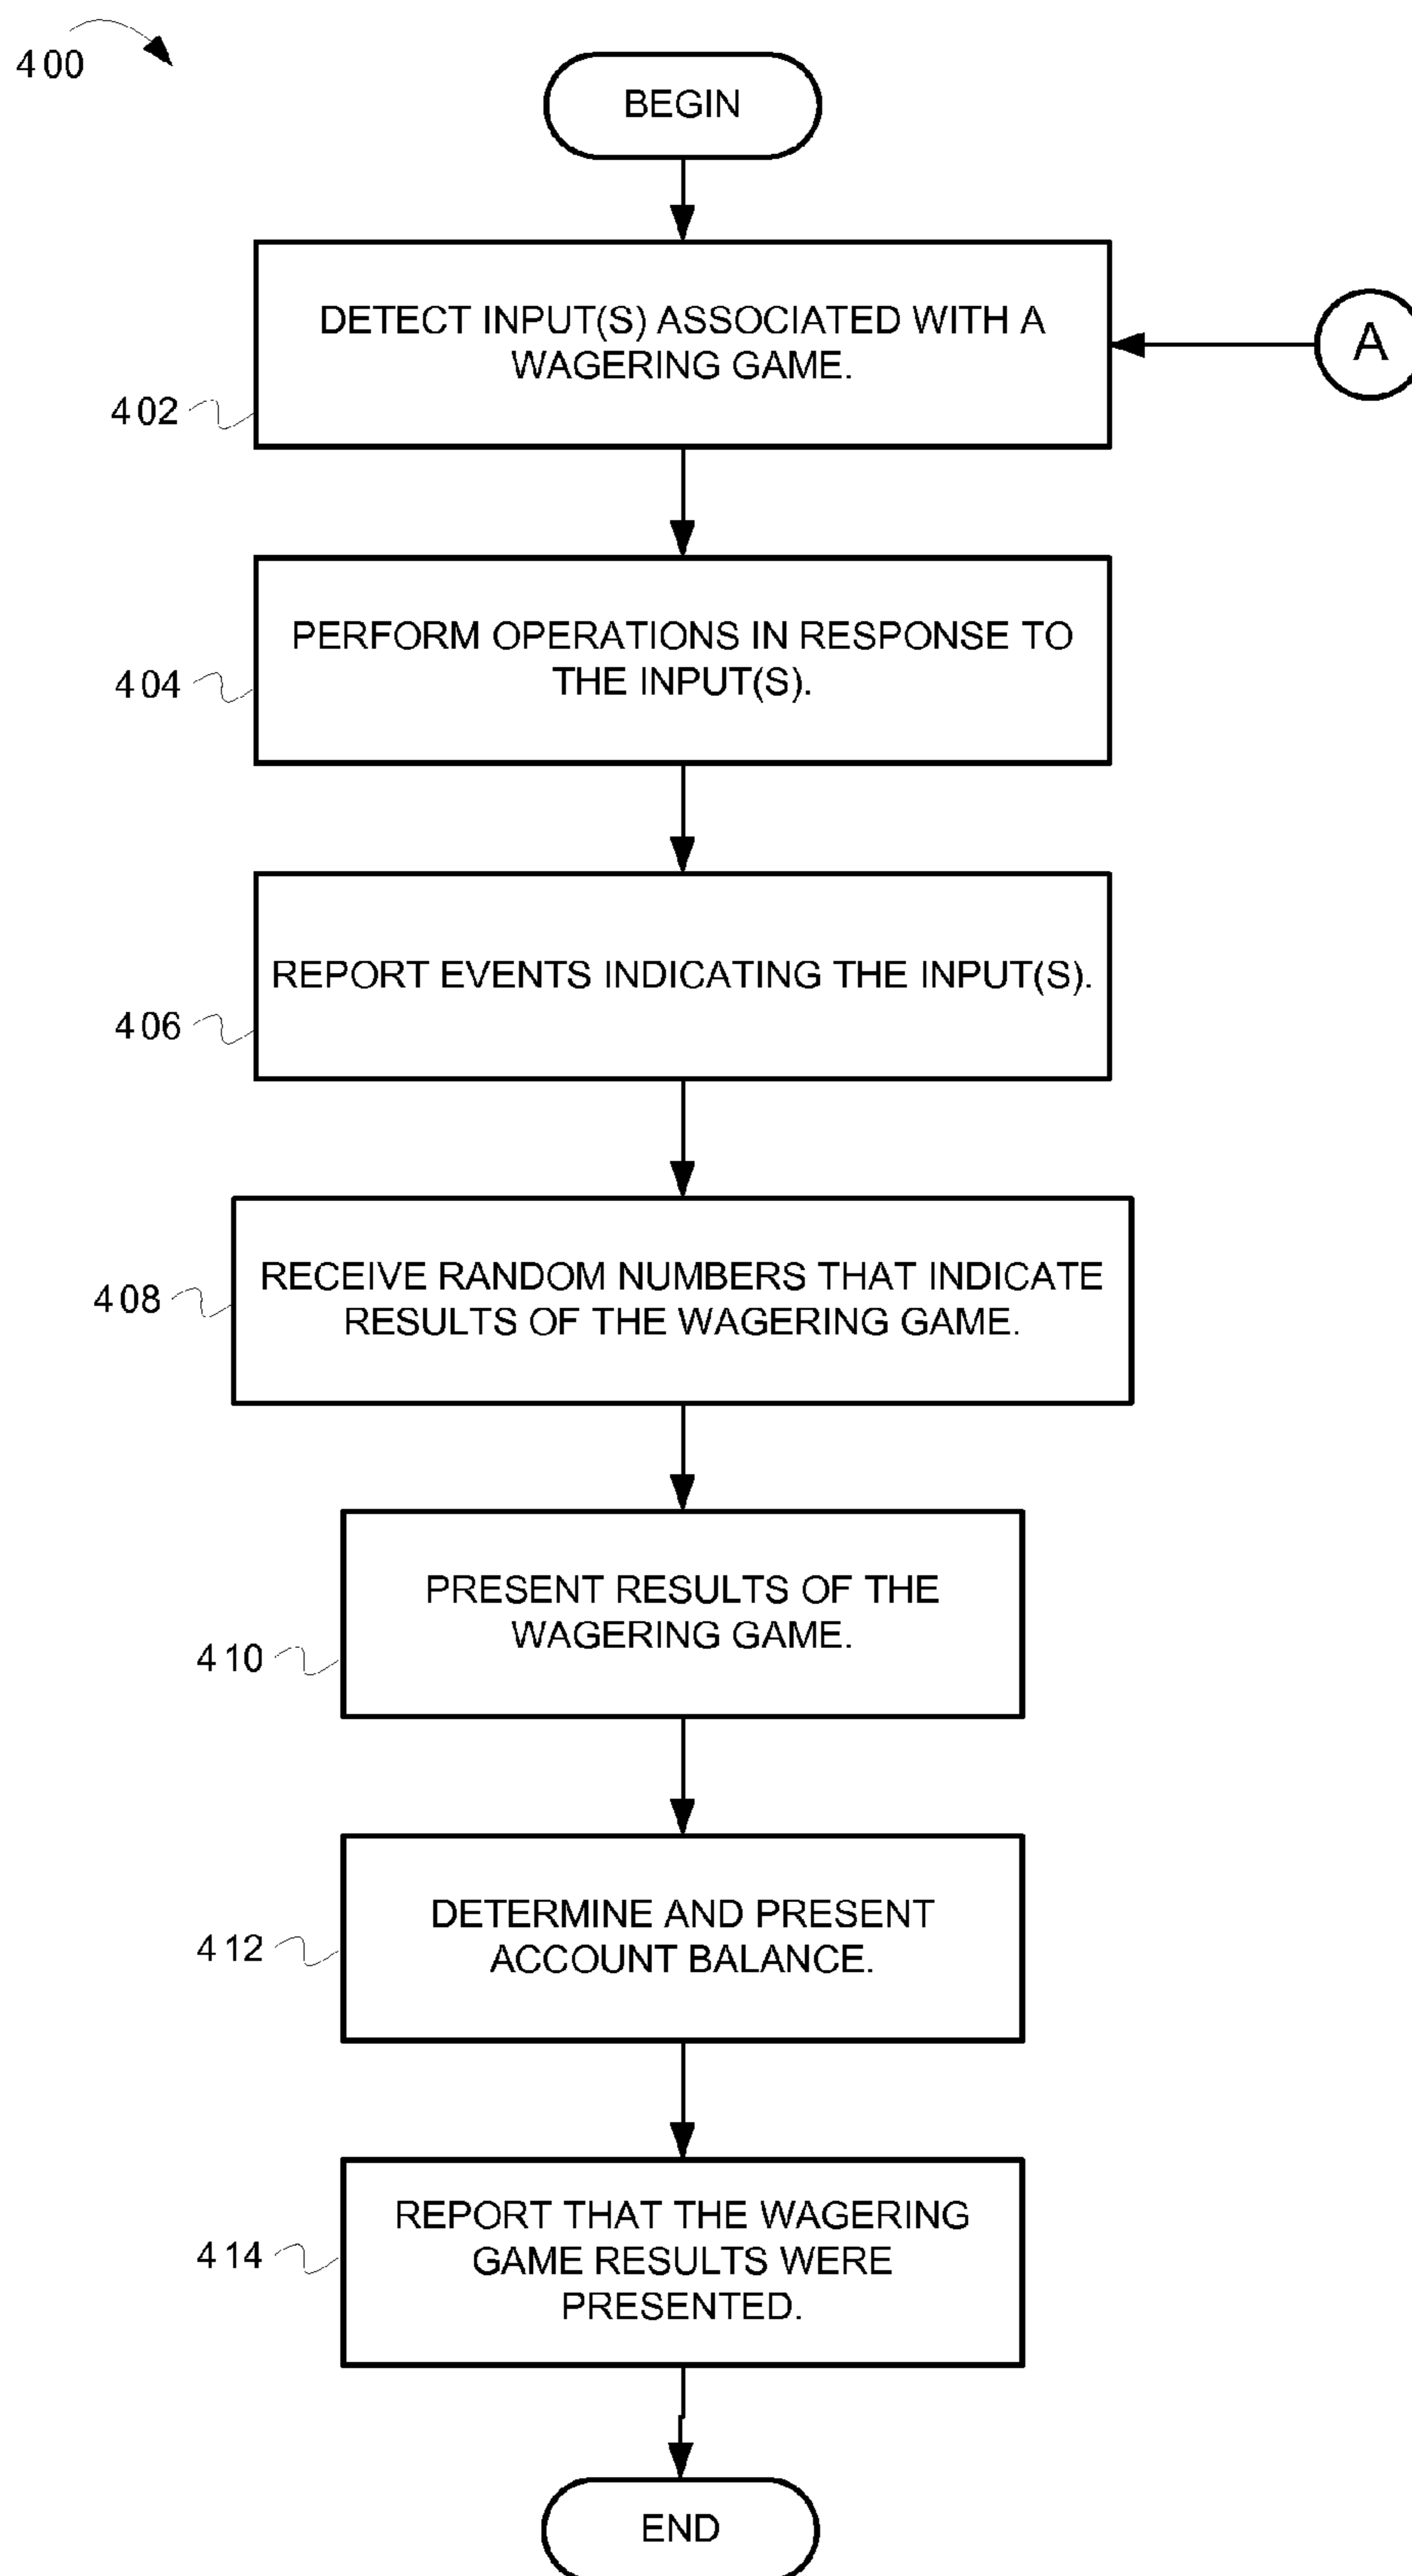 400
BEGIN
DETECT INPUT(S) ASSOCIATED WITH A
WAGERING GAME.
A
402
PERFORM OPERATIONS IN RESPONSE TO
THE INPUT(S).
404
REPORT EVENTS INDICATING THE INPUT(S).
406
RECEIVE RANDOM NUMBERS THAT INDICATE
RESULTS OF THE WAGERING GAME.
408
PRESENT RESULTS OF THE
WAGERING GAME.
410
DETERMINE AND PRESENT
ACCOUNT BALANCE.
412
REPORT THAT THE WAGERING
GAME RESULTS WERE
PRESENTED.
414
END